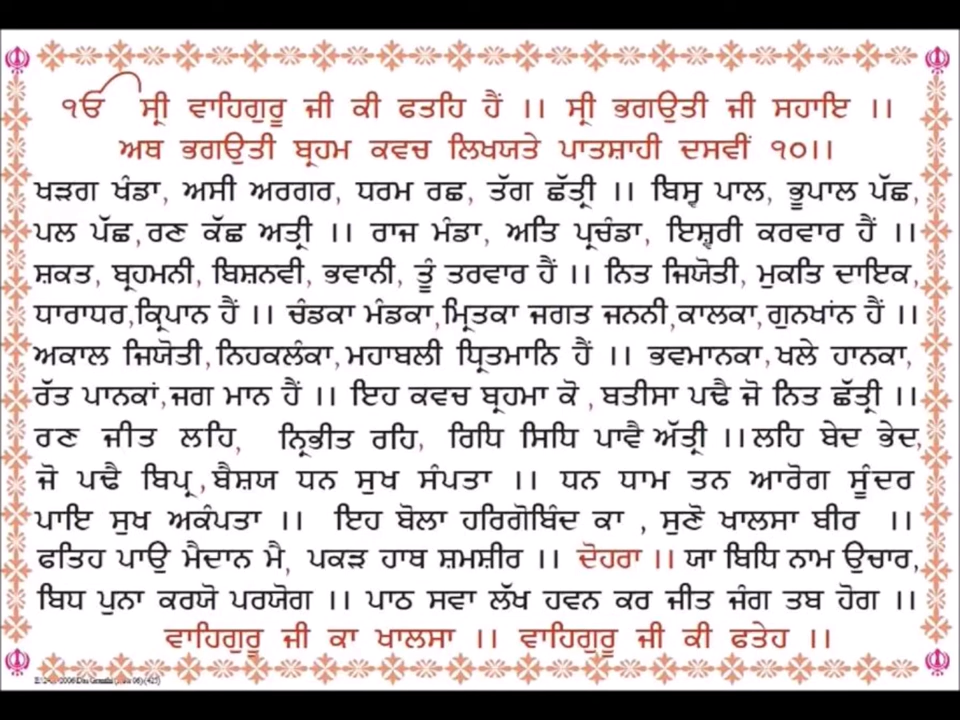 ੴ ਸ੍ਰੀ ਵਾਹਿਗੁਰੂ ਜੀ ਕੀ ਫਤਹਿ ਹੈਂ ।। ਸ੍ਰੀ ਭਗਉਤੀ ਜੀ ਸਹਾਇ ।।
ਅਥ ਭਗਉਤੀ ਬ੍ਰਹਮ ਕਵਚ ਲਿਖਯਤੇ ਪਾਤਸ਼ਾਹੀ ਦਸਵੀਂ ੧੦।।
ਖੜਗ ਖੰਡਾ, ਅਸੀ ਅਰਗਰ, ਧਰਮ ਰਛ, ਤੱਗ ਛੱਤ੍ਰੀ ।। ਬਿਸ੍ਵ ਪਾਲ, ਭੂਪਾਲ ਪੱਛ,
ਪਲ ਪੱਛ,ਰਣ ਕੱਛ ਅਤ੍ਰੀ ।। ਰਾਜ ਮੰਡਾ, ਅਤਿ ਪ੍ਰਚੰਡਾ, ਇਸ਼੍ਵਰੀ ਕਰਵਾਰ ਹੈਂ ।।
ਸ਼ਕਤ, ਬ੍ਰਹਮਨੀ, ਬਿਸ਼ਨਵੀ, ਭਵਾਨੀ, ਤੂੰ ਤਰਵਾਰ ਹੈਂ ।। ਨਿਤ ਜਿਯੋਤੀ, ਮੁਕਤਿ ਦਾਇਕ,
ਧਾਰਾਧਰ,ਕ੍ਰਿਪਾਨ ਹੈਂ ।। ਚੰਡਕਾ ਮੰਡਕਾ,ਮ੍ਰਿਤਕਾ ਜਗਤ ਜਨਨੀ,ਕਾਲਕਾ,ਗੁਨਖਾਂਨ ਹੈਂ ।।
ਅਕਾਲ ਜਿਯੋਤੀ,ਨਿਹਕਲੰਕਾ,ਮਹਾਬਲੀ ਧ੍ਰਿਤਮਾਨਿ ਹੈਂ ।। ਭਵਮਾਨਕਾ,ਖਲੇ ਹਾਨਕਾ,
ਰੱਤ ਪਾਨਕਾਂ,ਜਗ ਮਾਨ ਹੈਂ ।। ਇਹ ਕਵਚ ਬ੍ਰਹਮਾ ਕੋ ,ਬਤੀਸਾ ਪਢੈ ਜੋ ਨਿਤ ਛੱਤ੍ਰੀ ।।
ਰਣ ਜੀਤ ਲਹਿ, ਨ੍ਰਿਭੀਤ ਰਹਿ, ਰਿਧਿ ਸਿਧਿ ਪਾਵੈ ਅੱਤ੍ਰੀ ।।ਲਹਿ ਬੇਦ ਭੇਦ,
ਜੋ ਪਢੈ ਬਿਪ੍ਰ,ਬੈਸ਼ਯ ਧਨ ਸੁਖ ਸੰਪਤਾ ।। ਧਨ ਧਾਮ ਤਨ ਆਰੋਗ ਸੂੰਦਰ
ਪਾਇ ਸੁਖ ਅਕੰਪਤਾ ।। ਇਹ ਬੋਲਾ ਹਰਿਗੋਬਿੰਦ ਕਾ , ਸੁਣੋ ਖਾਲਸਾ ਬੀਰ ।।
ਫਤਿਹ ਪਾਉ ਮੈਦਾਨ ਮੈ, ਪਕੜ ਹਾਥ ਸ਼ਮਸ਼ੀਰ ।। ਦੋਹਰਾ ।। ਯਾ ਬਿਧਿ ਨਾਮ ਉਚਾਰ,
ਬਿਧ ਪੁਨਾ ਕਰਯੋ ਪਰਯੋਗ ।। ਪਾਠ ਸਵਾ ਲੱਖ ਹਵਨ ਕਰ ਜੀਤ ਜੰਗ ਤਬ ਹੋਗ ।।
ਵਾਹਿਗੁਰੂ ਜੀ ਕਾ ਖਾਲਸਾ ।। ਵਾਹਿਗੁਰੂ ਜੀ ਕੀ ਫਤੇਹ ।।